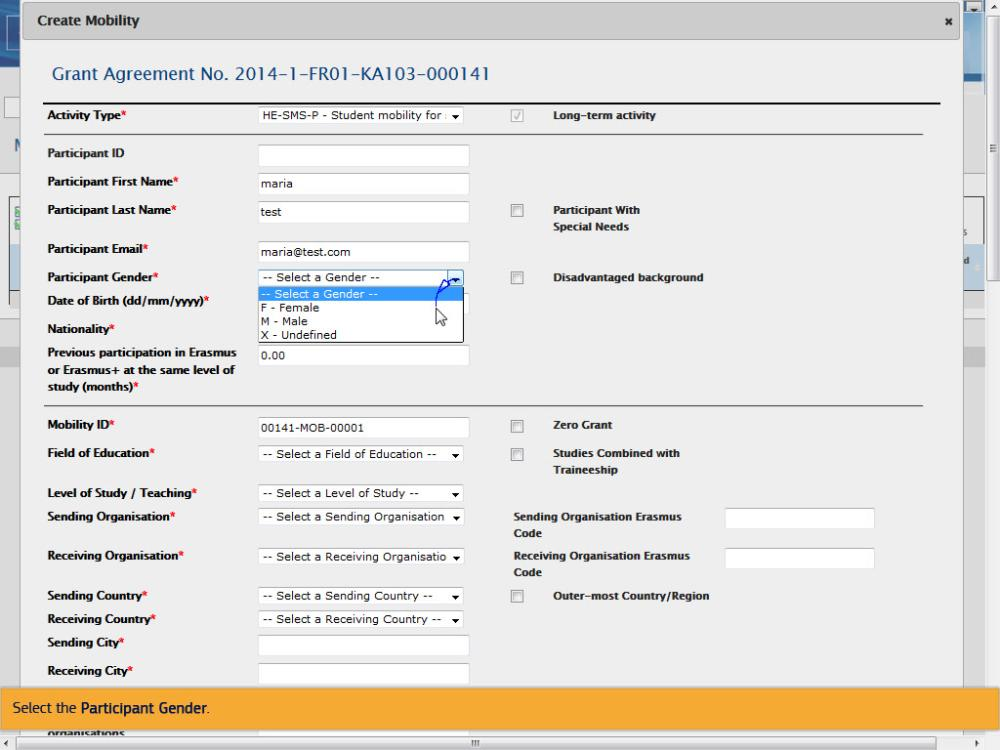 Create Mobility
Grant Agreement No. 2014-1-FR01-KA103-000141
Activity Type* HE-SMS-P - Student mobility for Long-term activity
Participant ID
Participant First Name* maria
Participant Last Name* test Participant With
Special Needs
Participant Email* maria@test.com
Participant Gender* -- Select a Gender -- Disadvantaged background
-- Select a Gender --
Date of Birth (dd/mm/yyyy)* F - Female
M - Male
Nationality* X - Undefined
Previous participation in Erasmus 0.00
or Erasmus+ at the same level of
study (months)*
Mobility ID* 00141-MOB-00001 Zero Grant
Field of Education* -- Select a Field of Education -- Studies Combined with
Traineeship
Level of Study / Teaching* -- Select a Level of Study --
Sending Organisation* -- Select a Sending Organisation Sending Organisation Erasmus
Code
Receiving Organisation* -- Select a Receiving Organisatio Receiving Organisation Erasmus
Code
Sending Country* -- Select a Sending Country -- Outer-most Country/Region
Receiving Country* -- Select a Receiving Country --
Sending City*
Receiving City*
Select the Participant Gender.
organisations